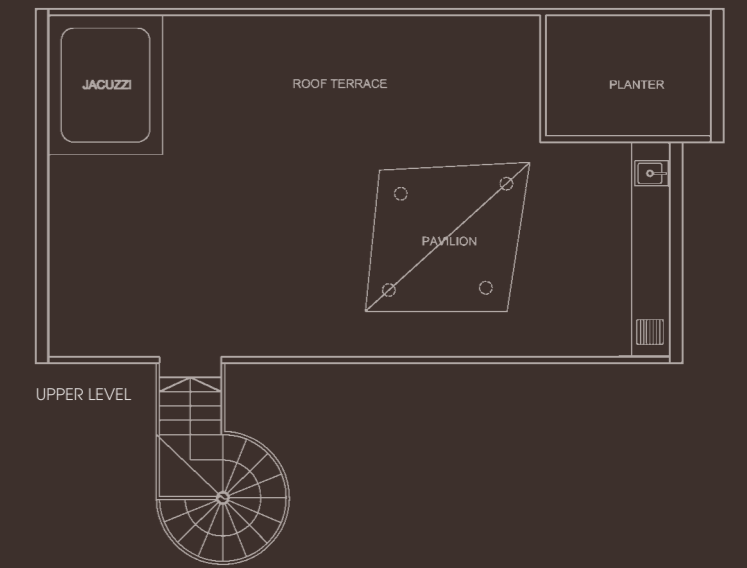 JACUZZI
ROOF TERRACE
PLANTER
PAVILION
UPPER LEVEL